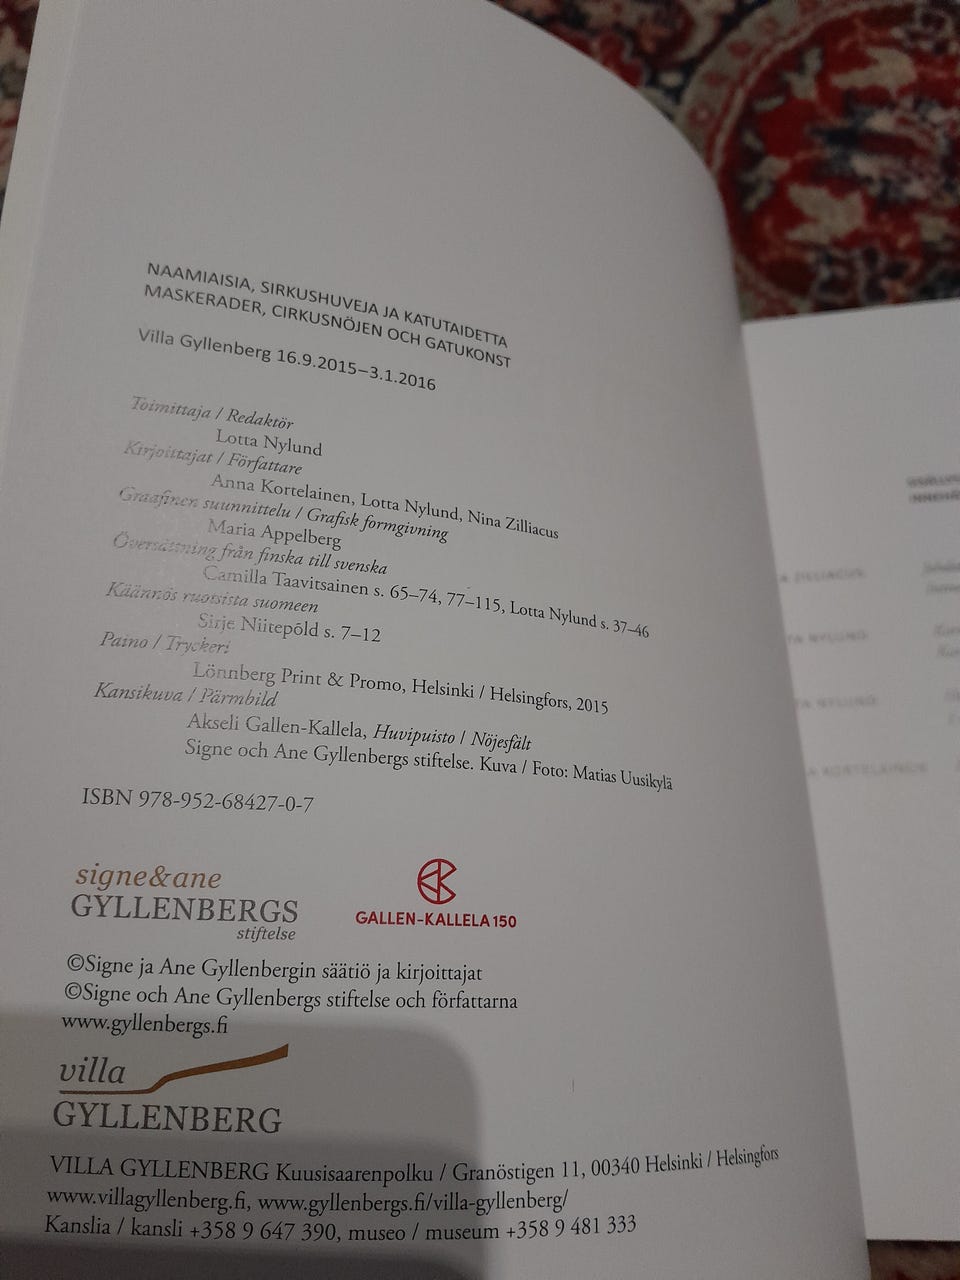 NAAMIAISIA, SIRKUSHUVEJA JA KATUTAIDETTA
MASKERADER, CIRKUSNÖJEN OCH GATUKONST
Villa Gyllenberg 16.9.2015–3.1.2016
Toimittaja / Redaktör
Lotta Nylund
Kirjoittajat / Författare
Anna Kortelainen, Lotta Nylund, Nina Zilliacus
Graafinen suunnittelu / Grafisk formgivning
Maria Appelberg
Översättning från finska till svenska
Camilla Taavitsainen s. 65–74, 77–115, Lotta Nylund s. 37–46
Käännös ruotsista suomeen
Sirje Niitepõld s. 7–12
Paino / Tryckeri
Lönnberg Print & Promo, Helsinki / Helsingfors, 2015
Kansikuva / Pärmbild
Akseli Gallen-Kallela, Huvipuisto / Nöjesfält
Signe och Ane Gyllenbergs stiftelse. Kuva / Foto: Matias Uusikylä
ISBN 978-952-68427-0-7
signe&ane
GYLLENBERGS
stiftelse
GALLEN-KALLELA 150
©Signe ja Ane Gyllenbergin säätiö ja kirjoittajat
©Signe och Ane Gyllenbergs stiftelse och författarna
www.gyllenbergs.fi
villa
GYLLENBERG
VILLA GYLLENBERG Kuusisaarenpolku / Granöstigen 11, 00340 Helsinki / Helsingfors
www.villagyllenberg.fi, www.gyllenbergs.fi/villa-gyllenberg/
Kanslia / kansli +358 9 647 390, museo / museum +358 9 481 333
A ZILLIACUS
TA NYLUND
TA NYLUND
A KORTELAINEN